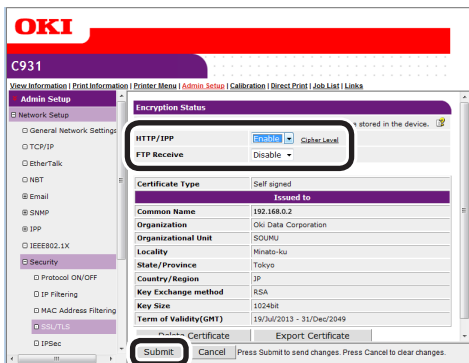 OKI
C931
View Information | Print Information | Printer Menu | Admin Setup | Calibration | Direct Print | Job List | Links
Admin Setup
Network Setup
General Network Settings
TCP/IP
EtherTalk
NBT
Email
SNMP
IPP
IEEE802.1X
Security
Protocol ON/OFF
IP Filtering
MAC Address Filtering
SSL/TLS
IPSec
Encryption Status
stored in the device.
HTTP/IPP Enable Cipher Level
FTP Receive Disable
Certificate Type Self signed
Issued to
Common Name 192.168.0.2
Organization Oki Data Corporation
Organizational Unit SOUMU
Locality Minato-ku
State/Province Tokyo
Country/Region JP
Key Exchange method RSA
Key Size 1024bit
Term of Validity(GMT) 19/Jul/2013 - 31/Dec/2049
Delete Certificate Export Certificate
Submit Cancel Press Submit to send changes. Press Cancel to clear changes.